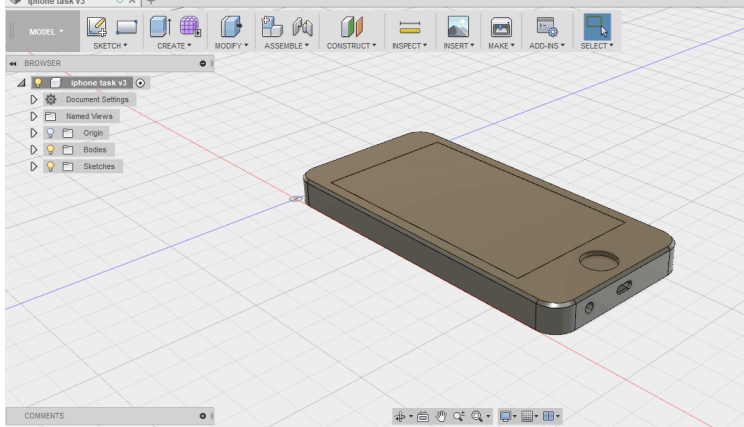 iphone task v3
MODEL
SKETCH
CREATE
MODIFY
ASSEMBLE
CONSTRUCT
INSPECT
INSERT
MAKE
ADD-INS
SELECT
BROWSER
iphone task v3
Document Settings
Named Views
Origin
Bodies
Sketches
COMMENTS